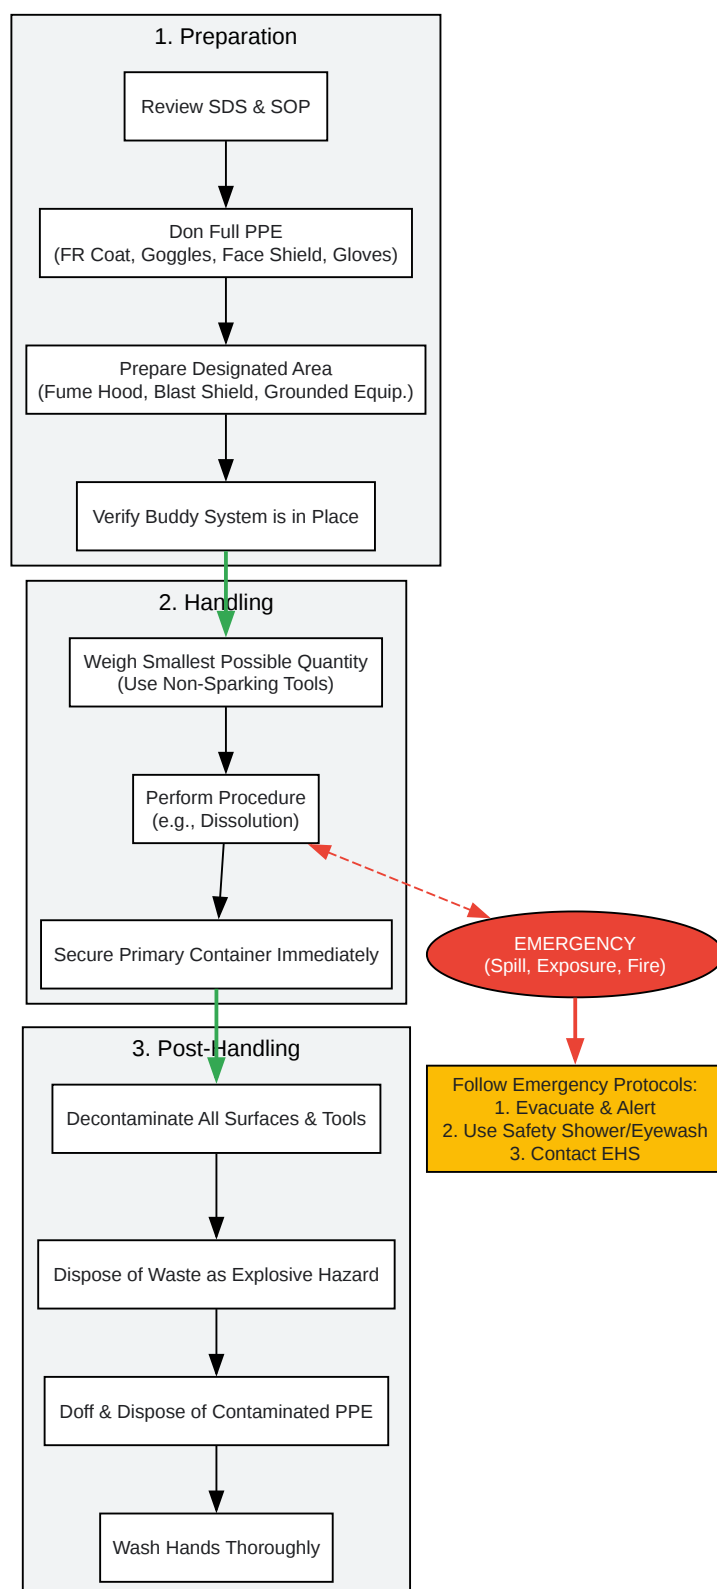 1. Preparation
Review SDS & SOP
Don Full PPE
(FR Coat, Goggles, Face Shield, Gloves)
Prepare Designated Area
(Fume Hood, Blast Shield, Grounded Equip.)
Verify Buddy System is in Place
2. Handling
Weigh Smallest Possible Quantity
(Use Non-Sparking Tools)
Perform Procedure
(e.g., Dissolution)
Secure Primary Container Immediately
EMERGENCY
(Spill, Exposure, Fire)
Follow Emergency Protocols:
1. Evacuate & Alert
2. Use Safety Shower/Eyewash
3. Contact EHS
3. Post-Handling
Decontaminate All Surfaces & Tools
Dispose of Waste as Explosive Hazard
Doff & Dispose of Contaminated PPE
Wash Hands Thoroughly